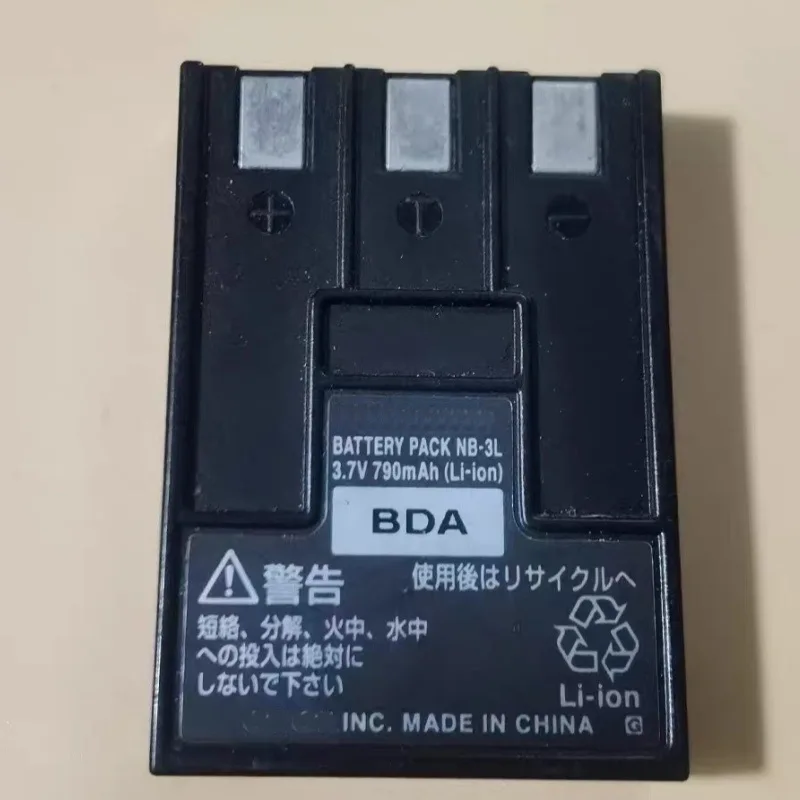 + T -
BATTERY PACK NB-3L
3.7V 790mAh (Li-ion)
BDA
警告
使用後はリサイクルへ
短絡、分解、火中、水中
への投入は絶対に
しないで下さい
Li-ion
INC. MADE IN CHINA G